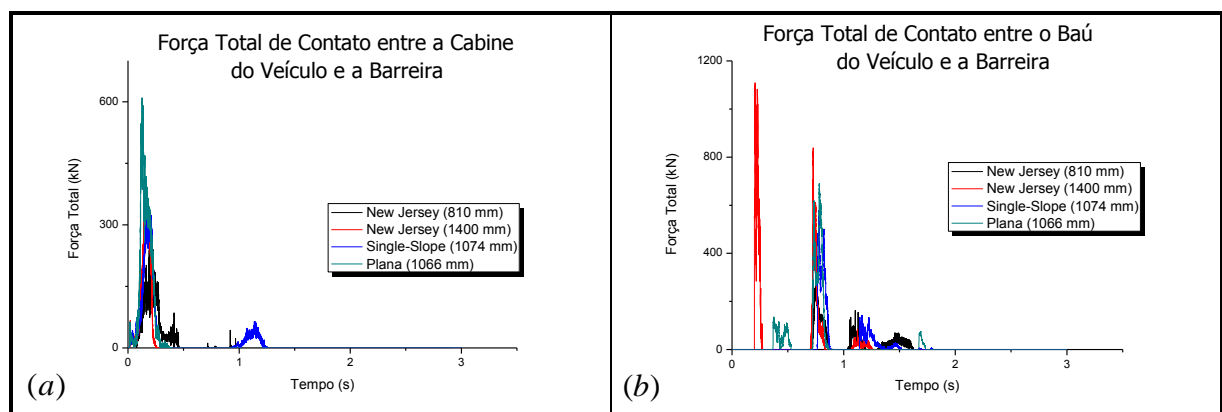 Força Total de Contato entre a Cabine
do Veículo e a Barreira
600
300
0
Força Total (kN)
New Jersey (810 mm)
New Jersey (1400 mm)
Single-Slope (1074 mm)
Plana (1066 mm)
0 1 2 3
Tempo (s)
(a)
Força Total de Contato entre o Baú
do Veículo e a Barreira
1200
800
400
0
Força Total (kN)
New Jersey (810 mm)
New Jersey (1400 mm)
Single-Slope (1074 mm)
Plana (1066 mm)
0 1 2 3
Tempo (s)
(b)